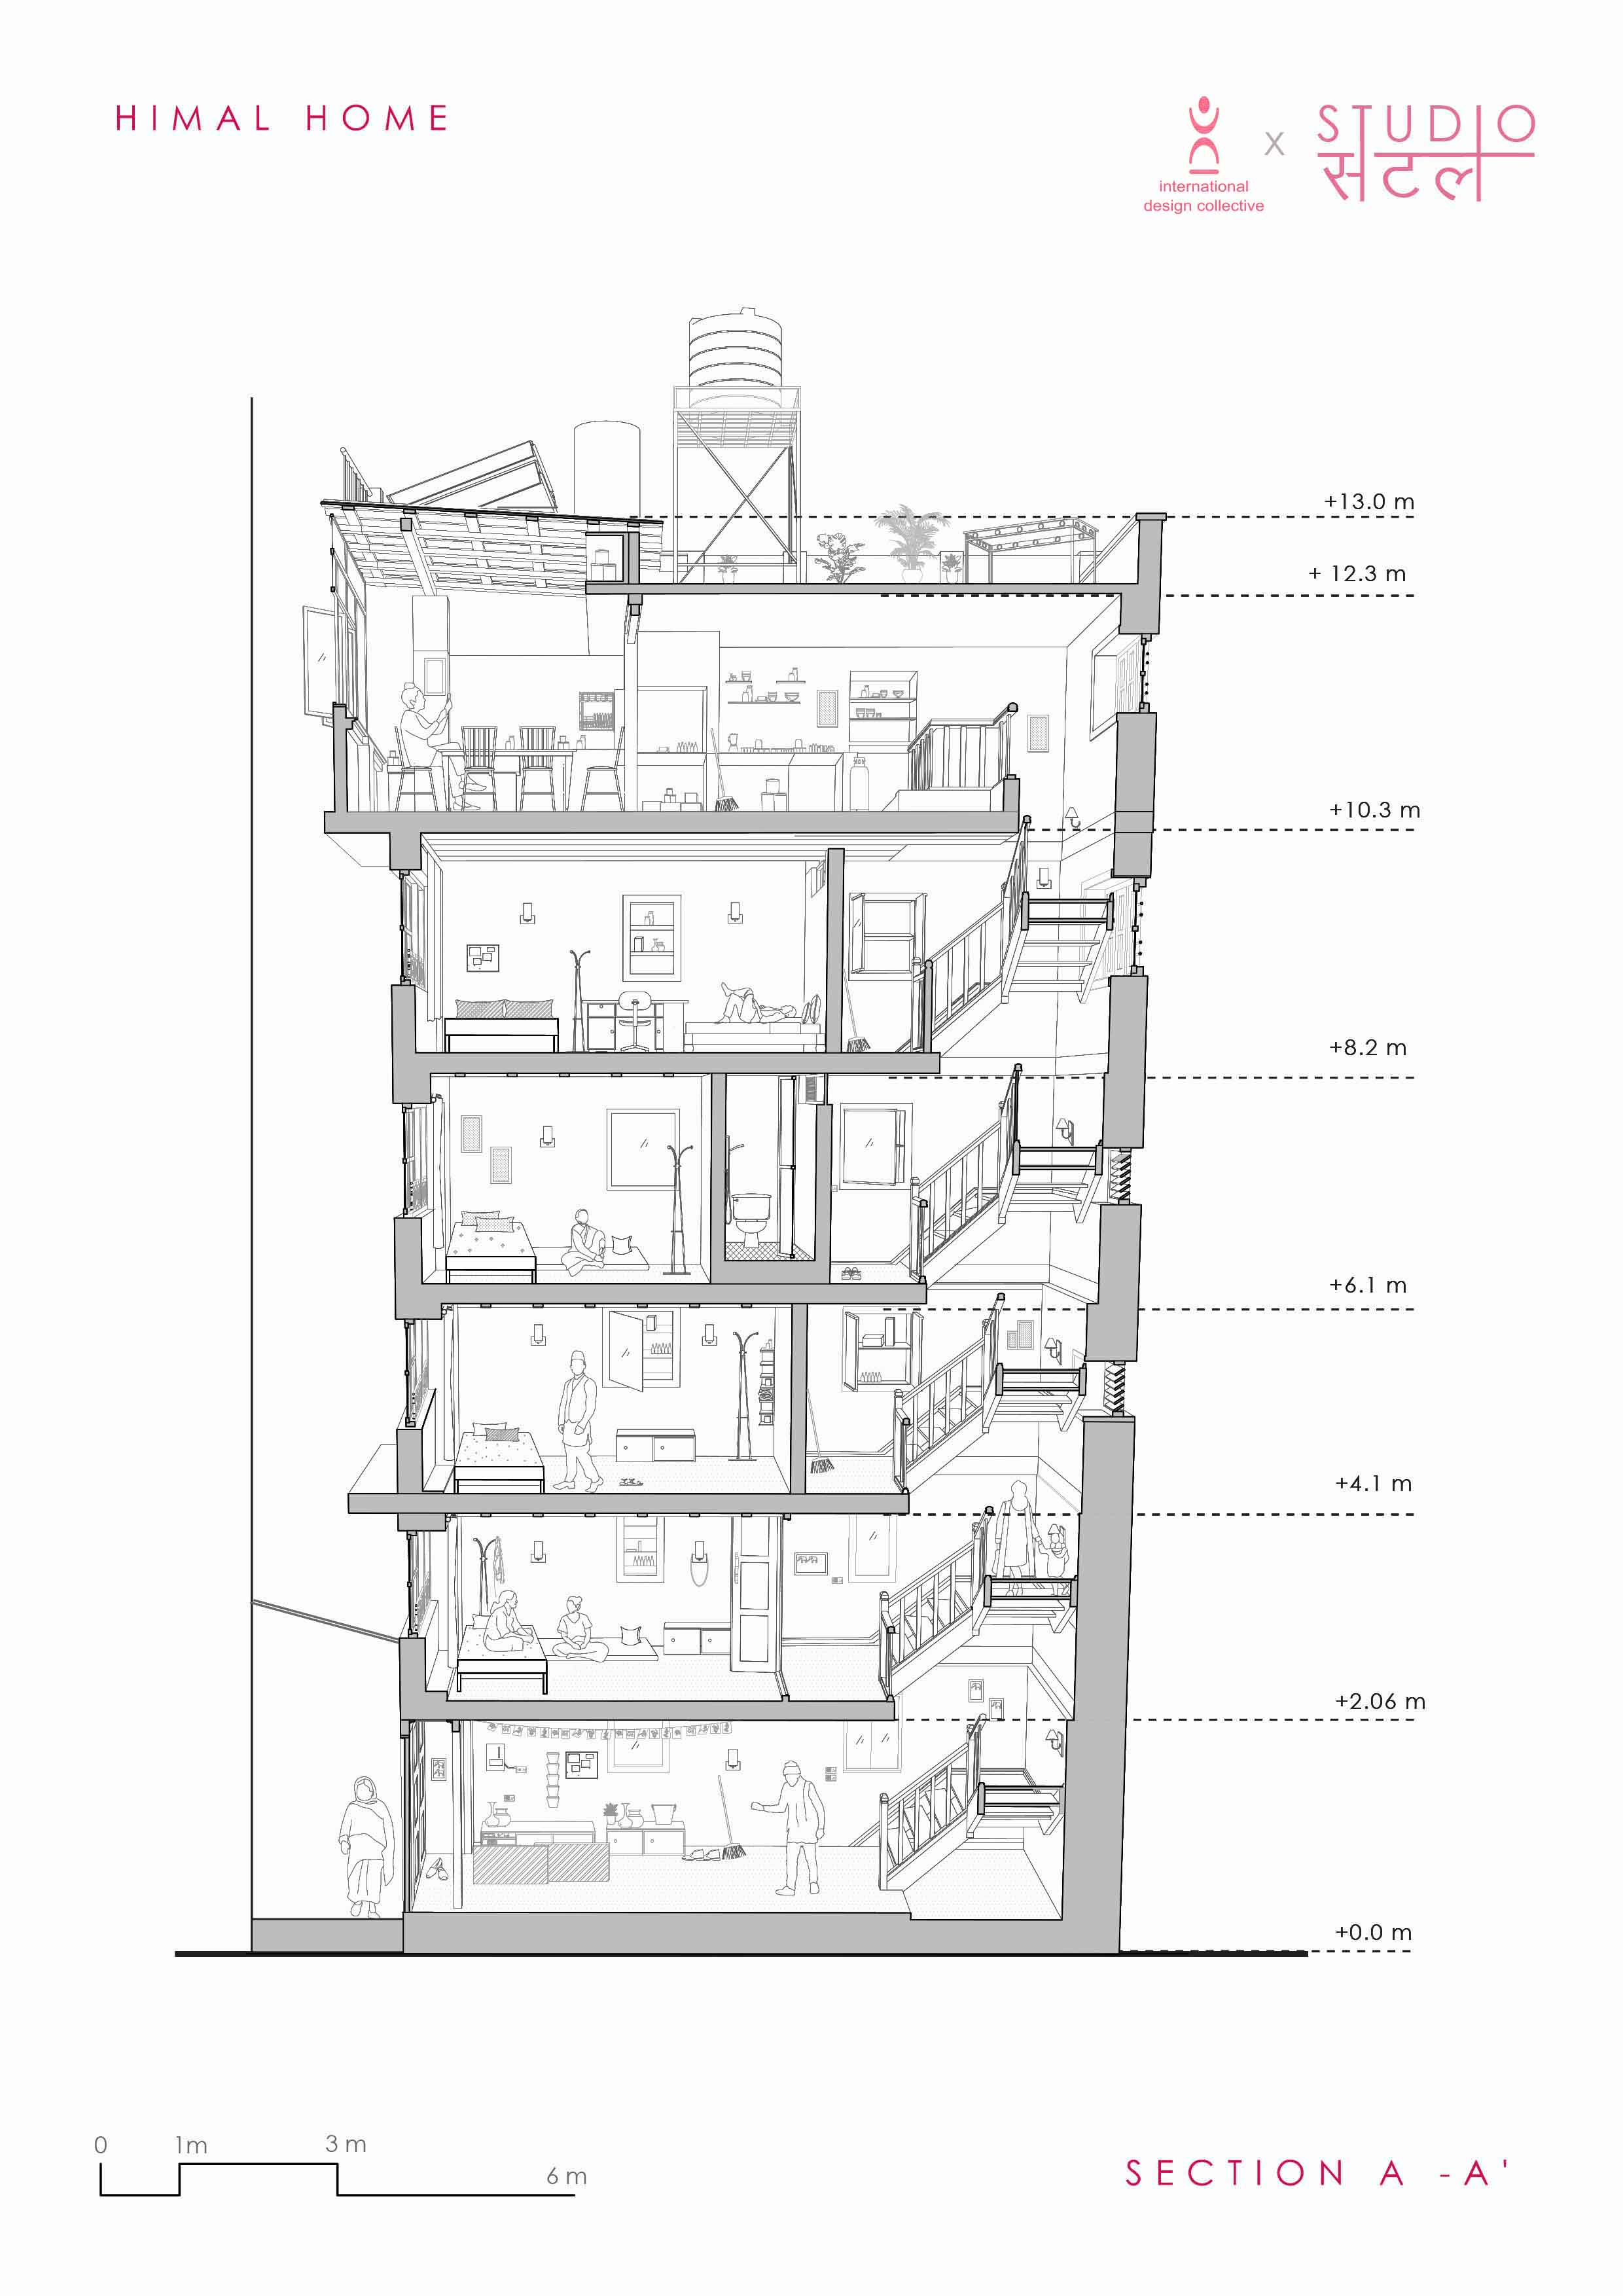 HIMAL HOME
international
design collective
X
STUDIO
सटल
+13.0 m
+ 12.3 m
+10.3 m
+8.2 m
+6.1 m
+4.1 m
+2.06 m
+0.0 m
0 1m 3 m
6 m
SECTION A -A'